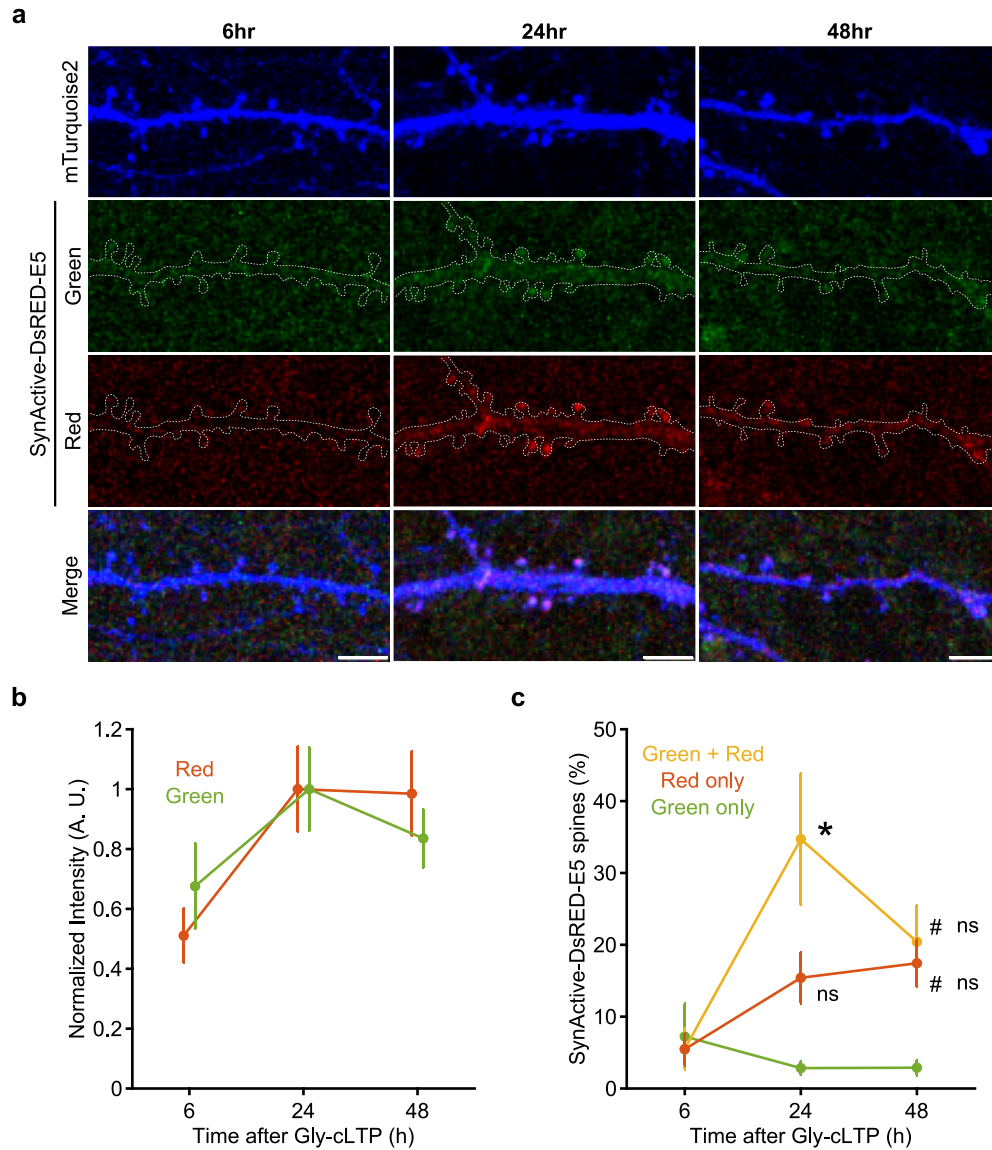 a
6hr 24hr 48hr
mTurquoise2
SynActive-DsRED-E5
Green
Red
Merge
b
Normalized Intensity (A. U.)
1.2
1
0.8
0.6
0.4
0.2
0
Red
Green
6 24 48
Time after Gly-cLTP (h)
c
SynActive-DsRED-E5 spines (%)
50
40
30
20
10
0
Green + Red
Red only
Green only
*
# ns
# ns
ns
6 24 48
Time after Gly-cLTP (h)